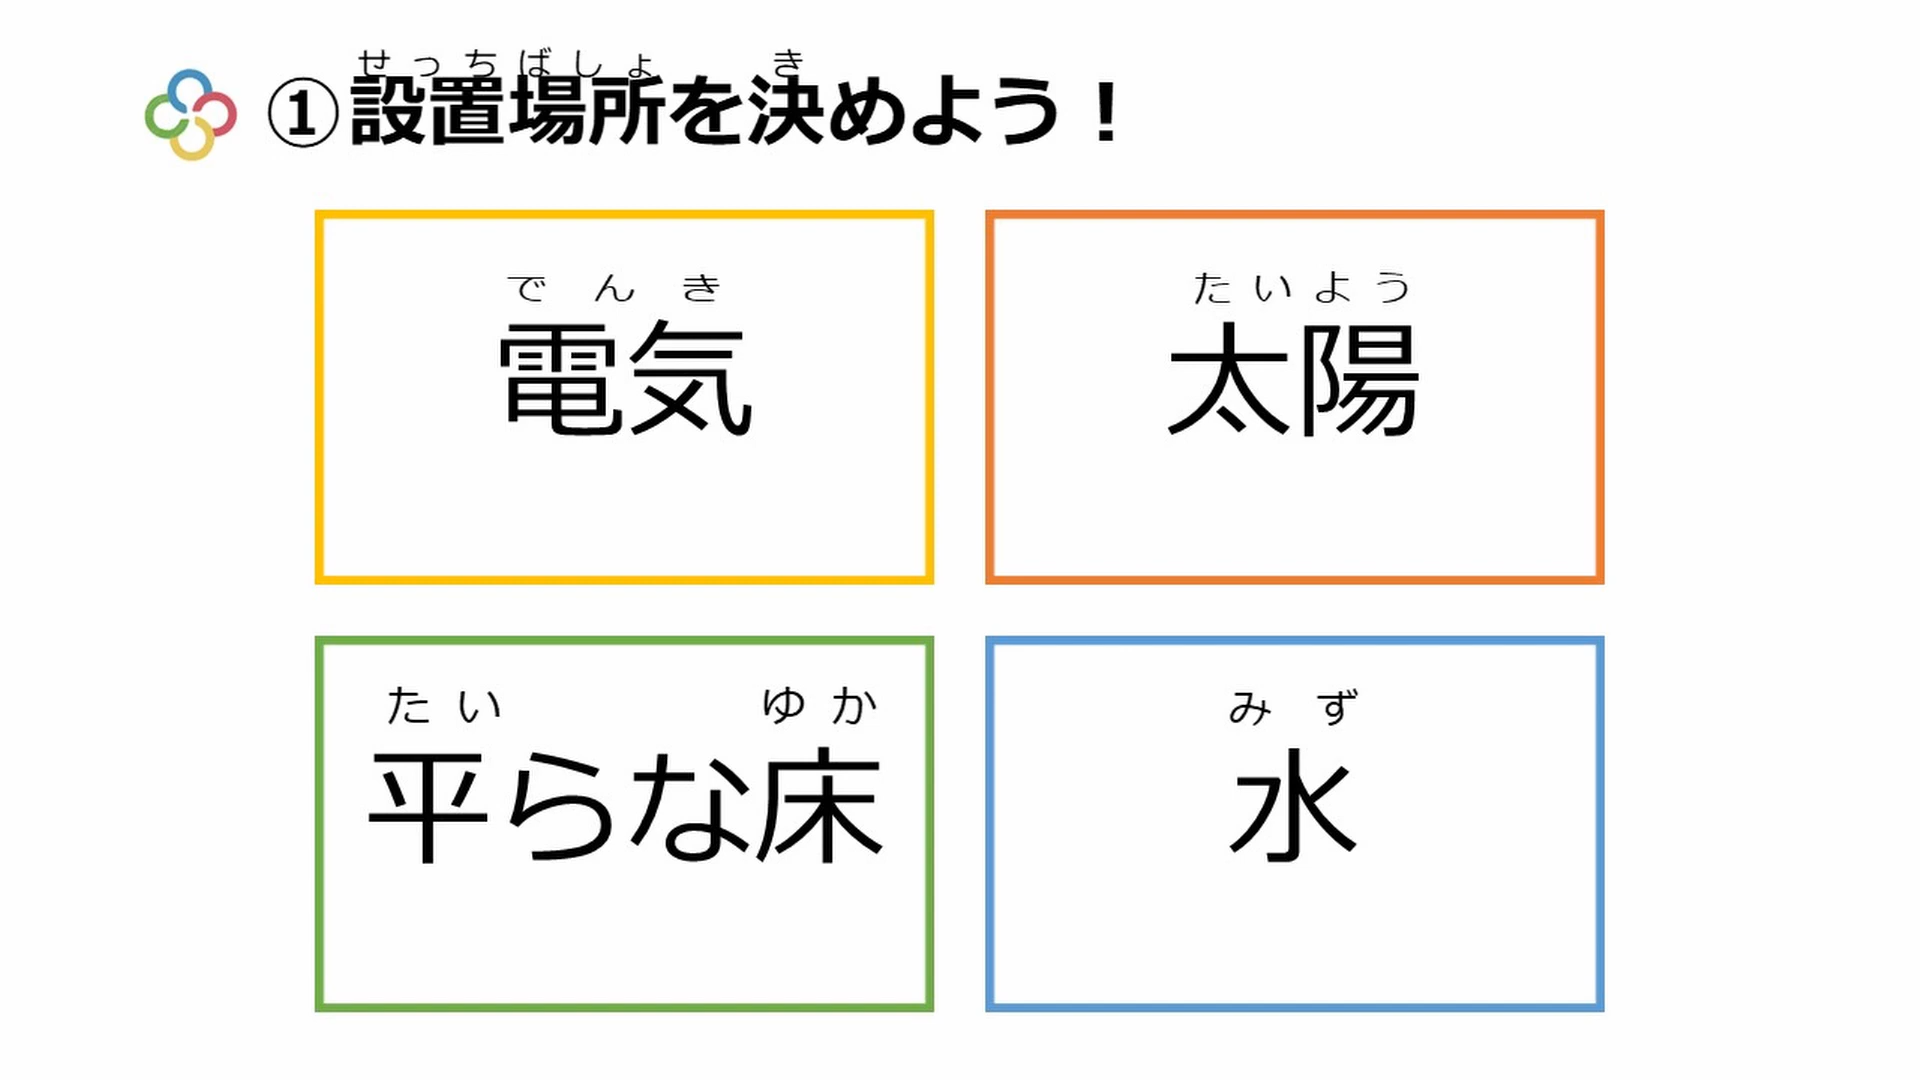 せっちばしょ き
①設置場所を決めよう！
でんき
電気
たいよう
太陽
たい ゆか
平らな床
みず
水